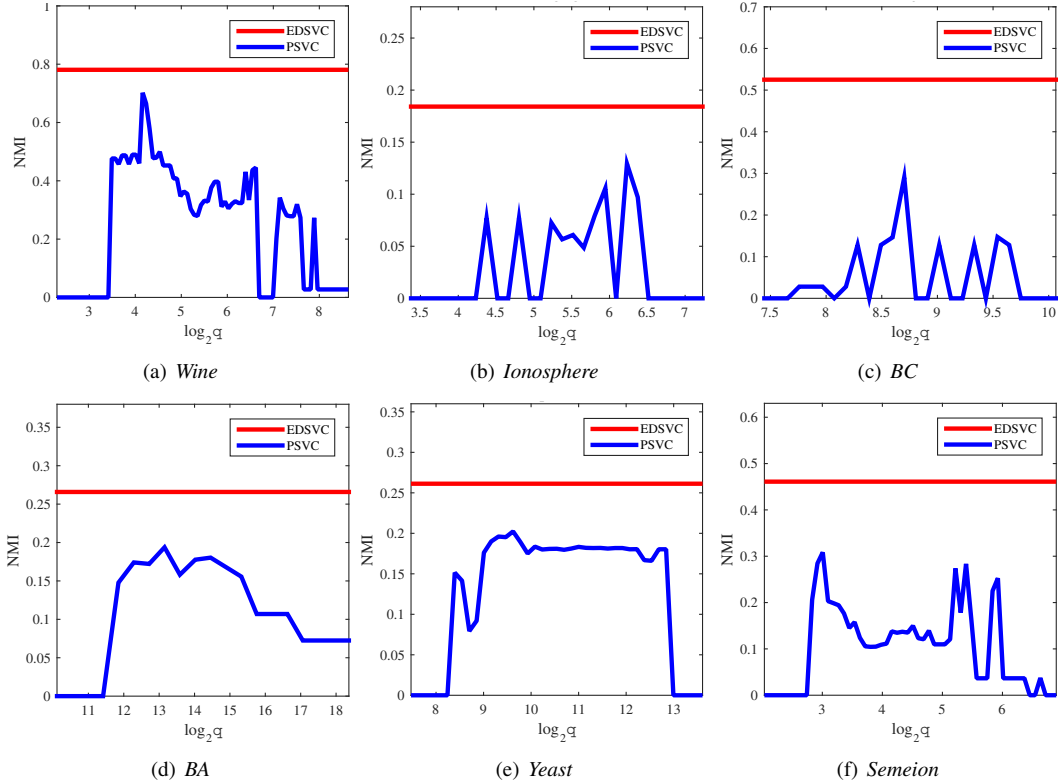 1
0.8
0.6
0.4
0.2
0
NMI
3 4 5 6 7 8
log2q
EDSVC
PSVC
(a) Wine
0.25
0.2
0.15
0.1
0.05
0
NMI
3.5 4 4.5 5 5.5 6 6.5 7
log2q
EDSVC
PSVC
(b) Ionosphere
0.7
0.6
0.5
0.4
0.3
0.2
0.1
0
NMI
7.5 8 8.5 9 9.5 10
log2q
EDSVC
PSVC
(c) BC
0.35
0.3
0.25
0.2
0.15
0.1
0.05
0
NMI
11 12 13 14 15 16 17 18
log2q
EDSVC
PSVC
(d) BA
0.35
0.3
0.25
0.2
0.15
0.1
0.05
0
NMI
8 9 10 11 12 13
log2q
EDSVC
PSVC
(e) Yeast
0.6
0.5
0.4
0.3
0.2
0.1
0
NMI
3 4 5 6
log2q
EDSVC
PSVC
(f) Semeion